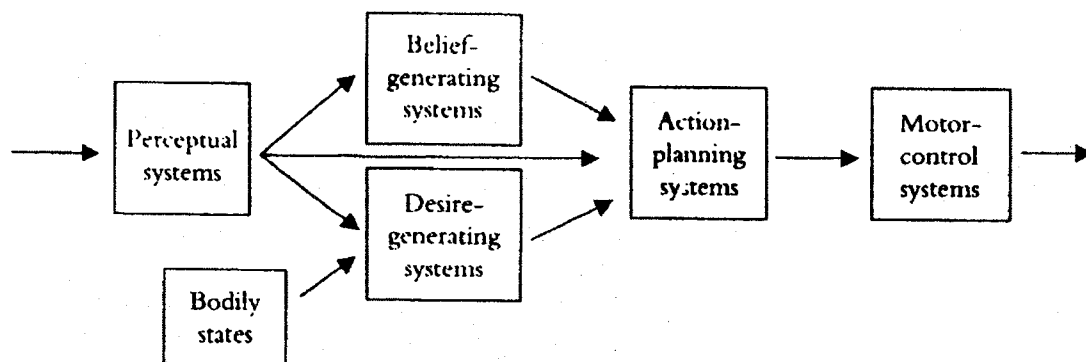 Belief-
generating
systems
Perceptual
systems
Action-
planning
systems
Motor-
control
systems
Desire-
generating
systems
Bodily
states